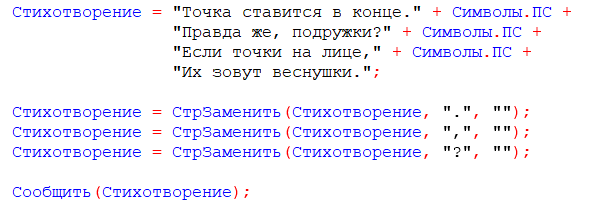 Стихотворение = "Точка ставится в конце." + Символы.ПС +
"Правда же, подружки?" + Символы.ПС +
"Если точки на лице," + Символы.ПС +
"Их зовут веснушки.";
Стихотворение = СтрЗаменить(Стихотворение, ".", "");
Стихотворение = СтрЗаменить(Стихотворение, ",", "");
Стихотворение = СтрЗаменить(Стихотворение, "?", "");
Сообщить(Стихотворение);